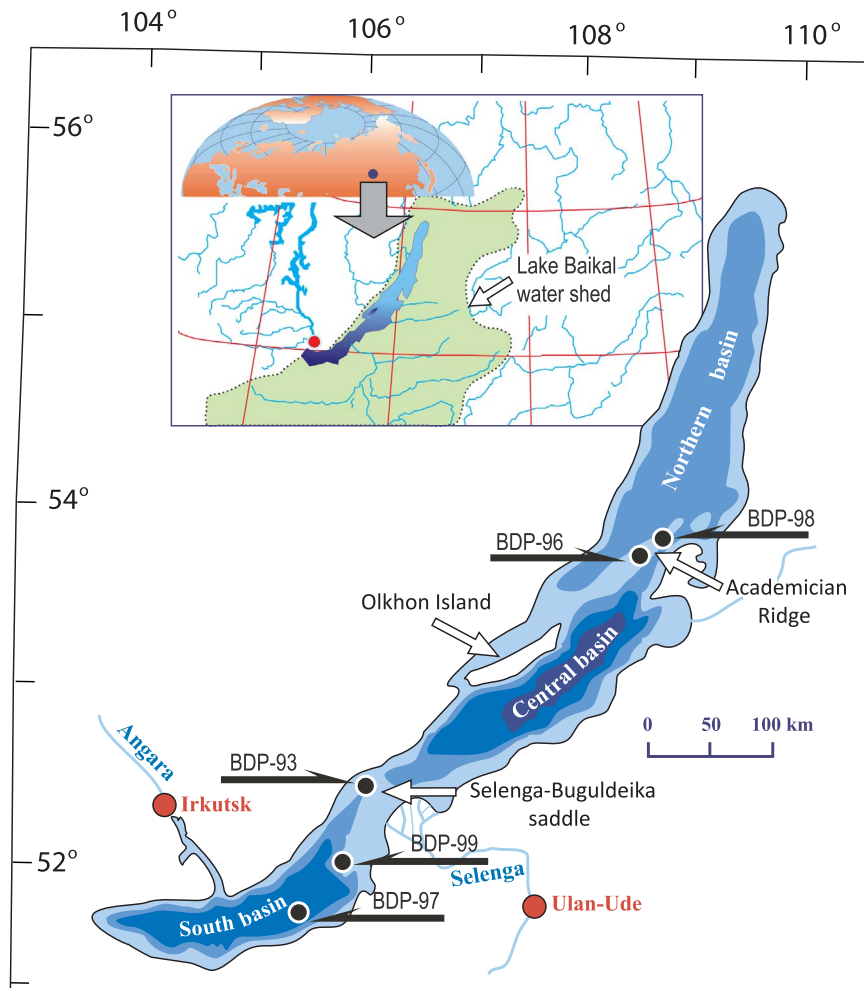 104°
106°
108°
110°
56°
Lake Baikal
water shed
Northern basin
54°
BDP-98
BDP-96
Academician
Ridge
Olkhon Island
Central basin
0 50 100 km
Angara
BDP-93
Irkutsk
Selenga-Buguldeika
saddle
BDP-99
52°
Selenga
BDP-97
Ulan-Ude
South basin